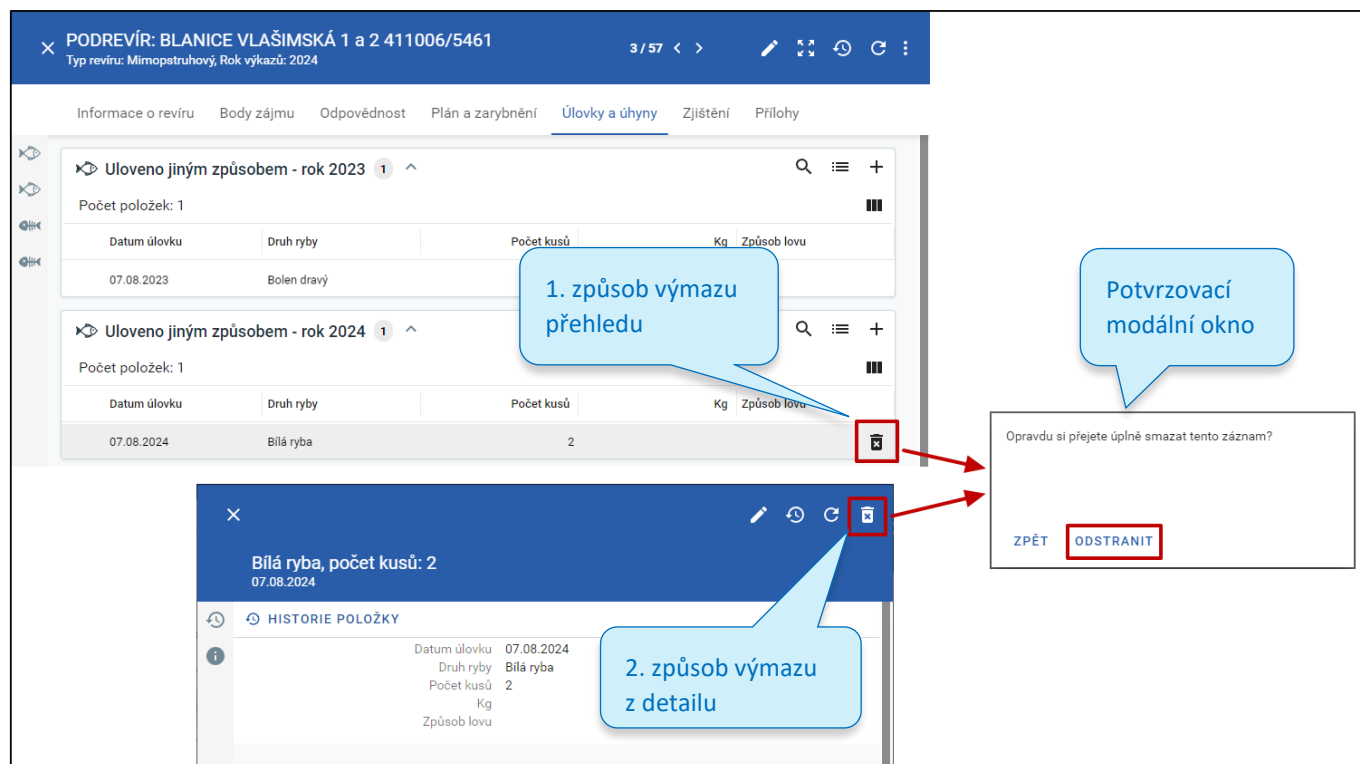 PODREVÍR: BLANICE VLAŠIMSKÁ 1 a 2 411006/5461
Typ revíru: Mimopstruhový, Rok výkazů: 2024
3 / 57
Informace o revíru Body zájmu Odpovědnost Plán a zarybnění Úlovky a úhyny Zjištění Přílohy
Uloveno jiným způsobem - rok 2023 1
Počet položek: 1
Datum úlovku Druh ryby Počet kusů Kg Způsob lovu
07.08.2023 Bolen dravý
1. způsob výmazu
přehledu
Potvrzovací
modální okno
Uloveno jiným způsobem - rok 2024 1
Počet položek: 1
Datum úlovku Druh ryby Počet kusů Kg Způsob lovu
07.08.2024 Bílá ryba 2
Opravdu si přejete úplně smazat tento záznam?
ZPĚT ODSTRANIT
Bílá ryba, počet kusů: 2
07.08.2024
HISTORIE POLOŽKY
Datum úlovku 07.08.2024
Druh ryby Bílá ryba
Počet kusů 2
Kg
Způsob lovu
2. způsob výmazu
z detailu